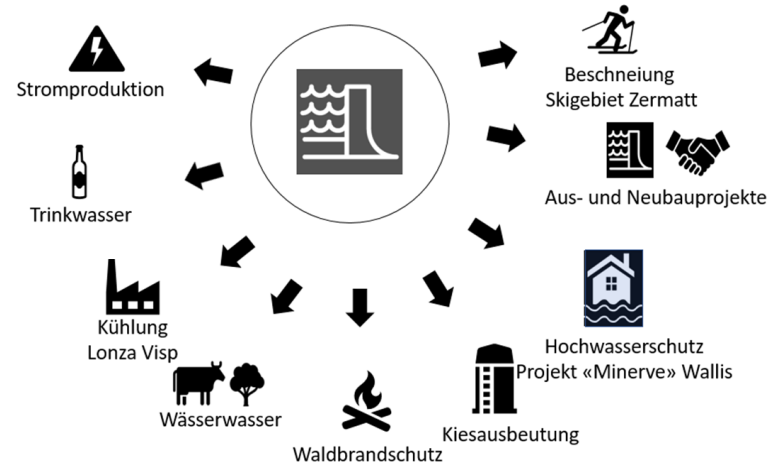 Stromproduktion
Beschneiung
Skigebiet Zermatt
Trinkwasser
Aus- und Neubauprojekte
Kühlung
Lonza Visp
Hochwasserschutz
Projekt «Minerve» Wallis
Wässerwasser
Waldbrandschutz
Kiesausbeutung